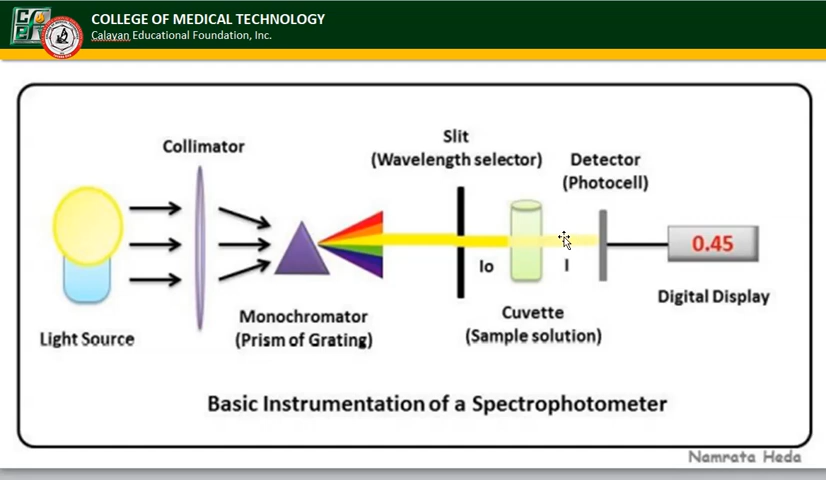 COLLEGE OF MEDICAL TECHNOLOGY
Calayan Educational Foundation, Inc.
Collimator
Slit
(Wavelength selector)
Detector
(Photocell)
0.45
Io
I
Digital Display
Monochromator
(Prism of Grating)
Cuvette
(Sample solution)
Light Source
Basic Instrumentation of a Spectrophotometer
Namrata Heda